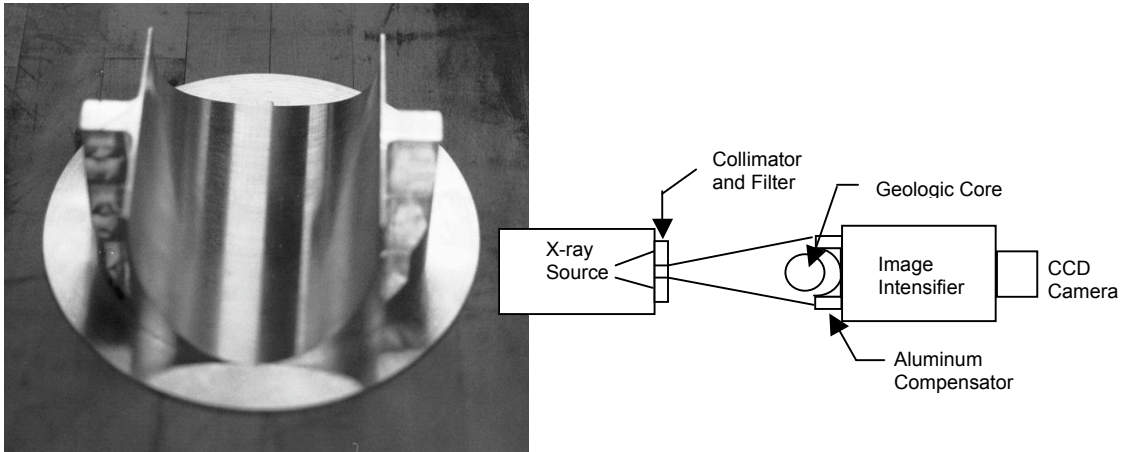 Collimator
and Filter
Geologic Core
X-ray
Source
Image
Intensifier
CCD
Camera
Aluminum
Compensator